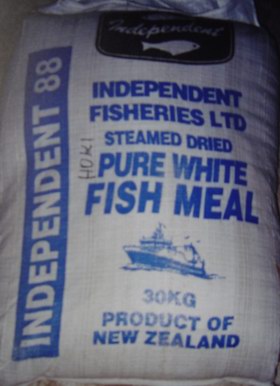 Independent
INDEPENDENT 88
INDEPENDENT
FISHERIES LTD
STEAMED DRIED
HOKI
PURE WHITE
FISH MEAL
30KG
PRODUCT OF
NEW ZEALAND